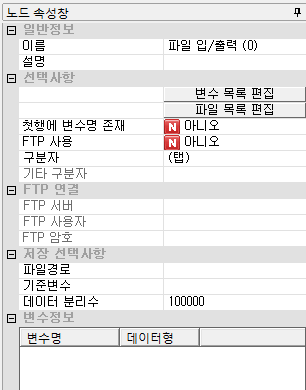 노드 속성창
일반정보
이름 파일 입/출력 (0)
설명
선택사항
변수 목록 편집
파일 목록 편집
첫행에 변수명 존재 N 아니오
FTP 사용 N 아니오
구분자 (탭)
기타 구분자
FTP 연결
FTP 서버
FTP 사용자
FTP 암호
저장 선택사항
파일경로
기준변수
데이터 분리수 100000
변수정보
변수명 데이터형